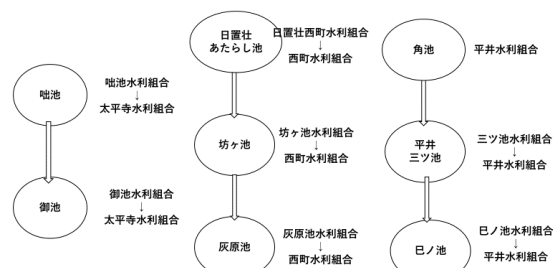 咄池
咄池水利組合
↓
太平寺水利組合
御池
御池水利組合
↓
太平寺水利組合
日置壮
あたらし池
日置壮西町水利組合
↓
西町水利組合
坊ヶ池
坊ヶ池水利組合
↓
西町水利組合
灰原池
灰原池水利組合
↓
西町水利組合
角池
平井水利組合
平井
三ツ池
三ツ池水利組合
↓
平井水利組合
巳ノ池
巳ノ池水利組合
↓
平井水利組合